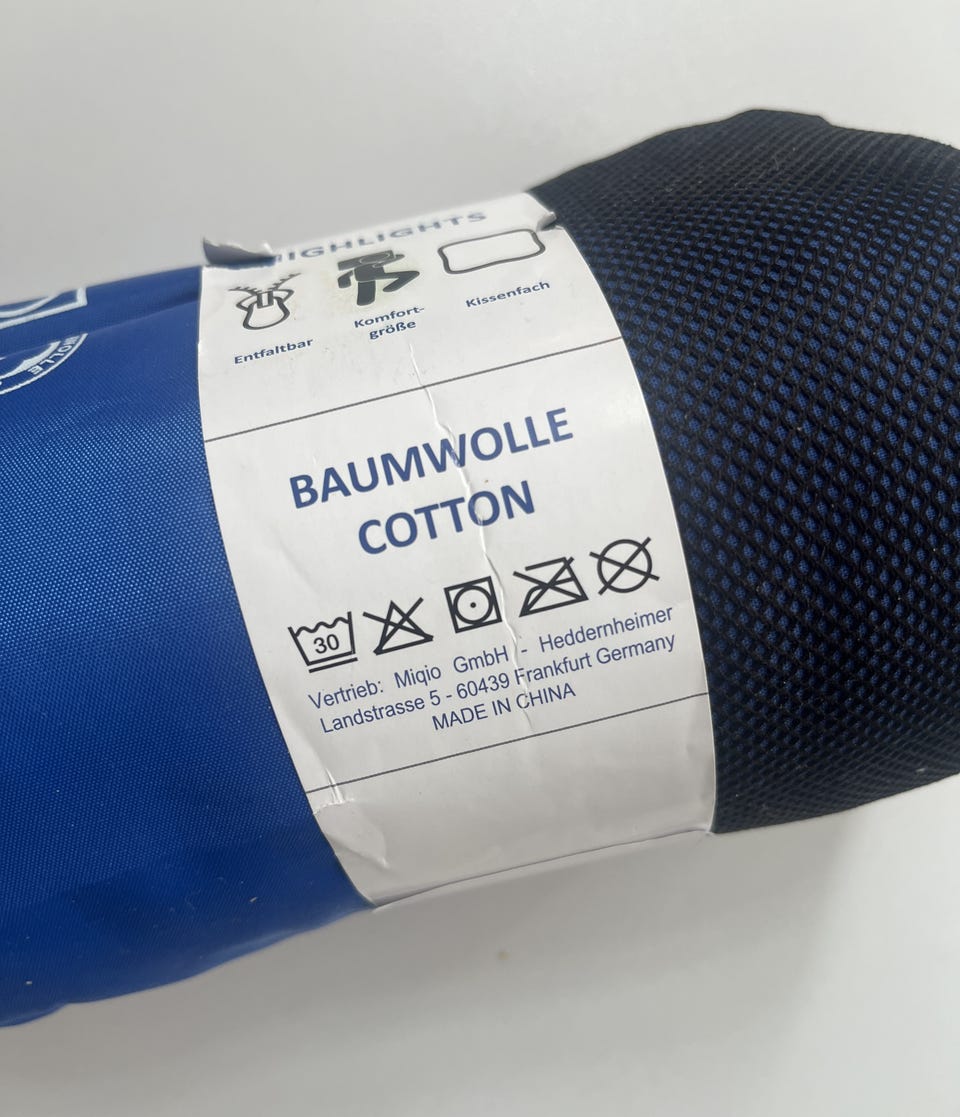 HIGHLIGHTS
Entfaltbar
Komfort-
größe
Kissenfach
BAUMWOLLE
COTTON
30
Vertrieb: Miqio GmbH - Heddernheimer
Landstrasse 5 - 60439 Frankfurt Germany
MADE IN CHINA